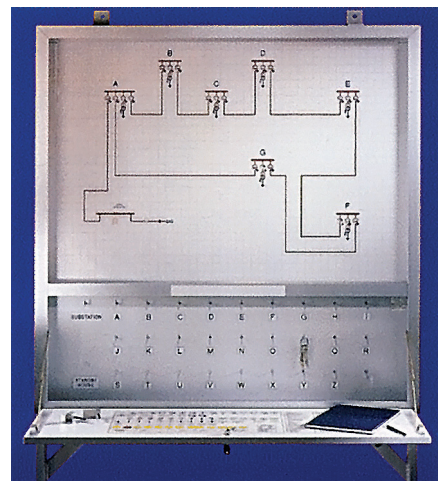 B D
A C E
G
F
SUBSTATION A B C D E F G H I
J K L M N O Q R
S T U V W X Y Z